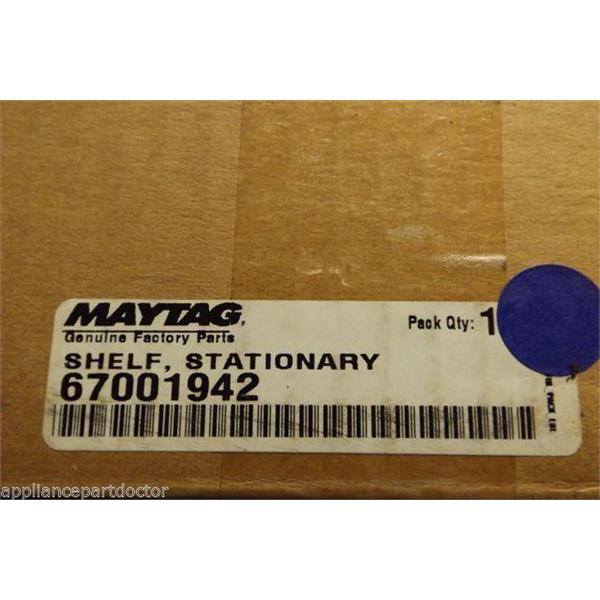 MAYTAG
Genuine Factory Parts
Pack Qty: 1
SHELF, STATIONARY
67001942
appliancepartdoctor